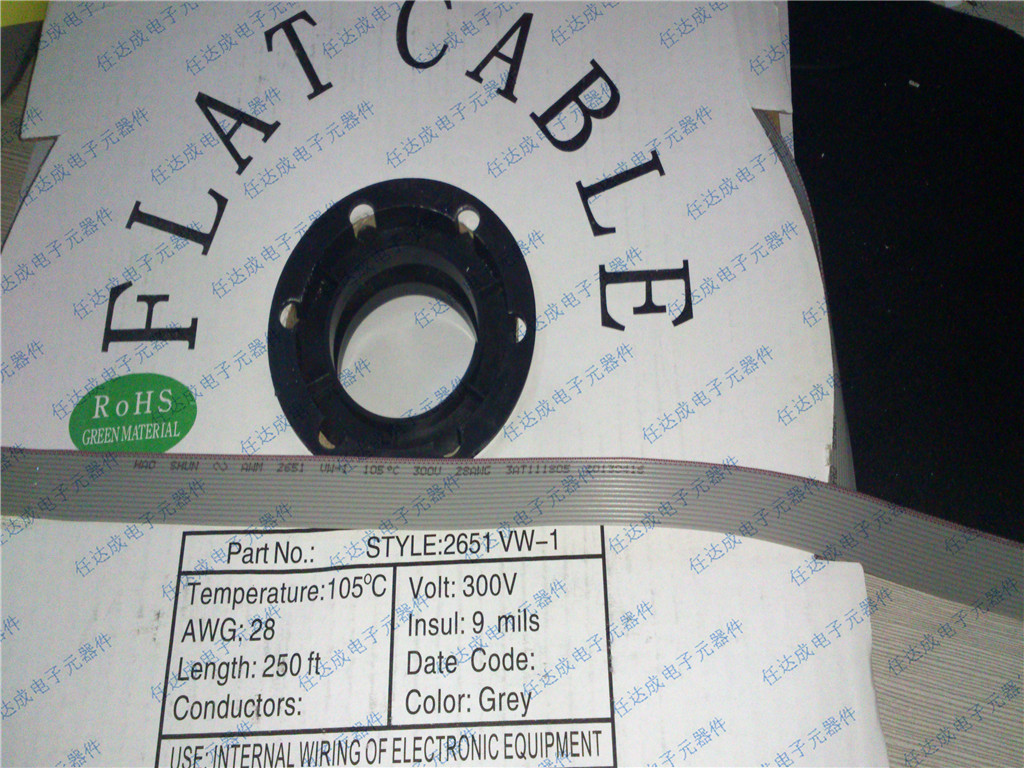 FLAT CABLE
RoHS
GREEN MATERIAL
HAO SHUN AWM 2651 VW-1 105°C 300V 28AWG
Part No.: STYLE:2651 VW-1
Temperature:105°C Volt: 300V
AWG: 28 Insul: 9 mils
Length: 250 ft Date Code:
Conductors: Color: Grey
USE: INTERNAL WIRING OF ELECTRONIC EQUIPMENT
任达成电子元器件